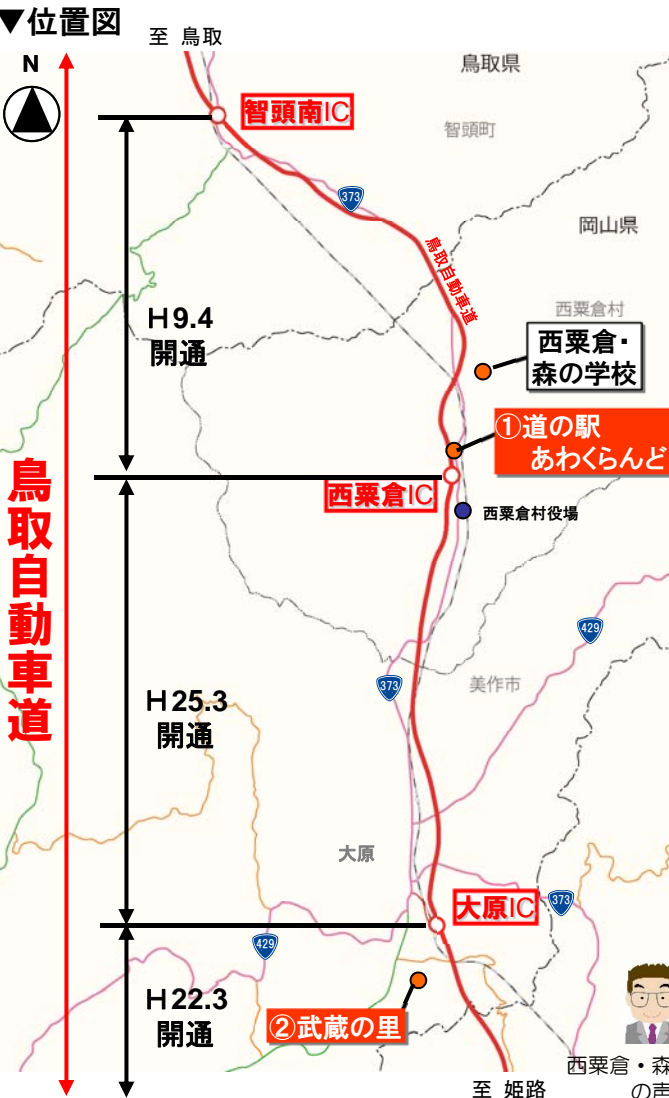 ▼位置図
至 鳥取
N
鳥取県
智頭南IC
智頭町
373
岡山県
鳥取自動車道
西粟倉村
H9.4
開通
西粟倉・
森の学校
①道の駅
あわくらんど
鳥取自動車道
西粟倉IC
西粟倉村役場
429
373
美作市
H25.3
開通
大原
大原IC
373
429
H22.3
開通
②武蔵の里
西粟倉・森
の声
至 姫路